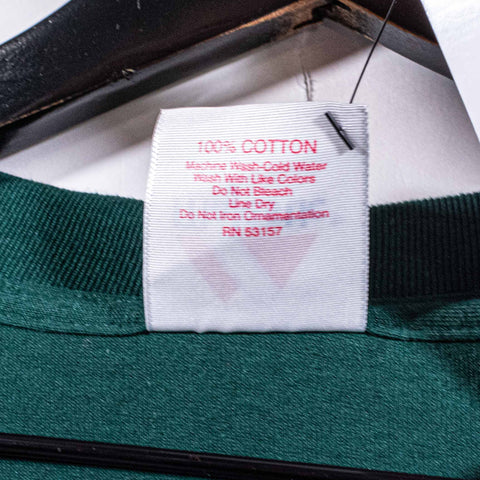 100% COTTON
Machine Wash-Cold Water
Wash With Like Colors
Do Not Bleach
Line Dry
Do Not Iron Ornamentation
RN 53157